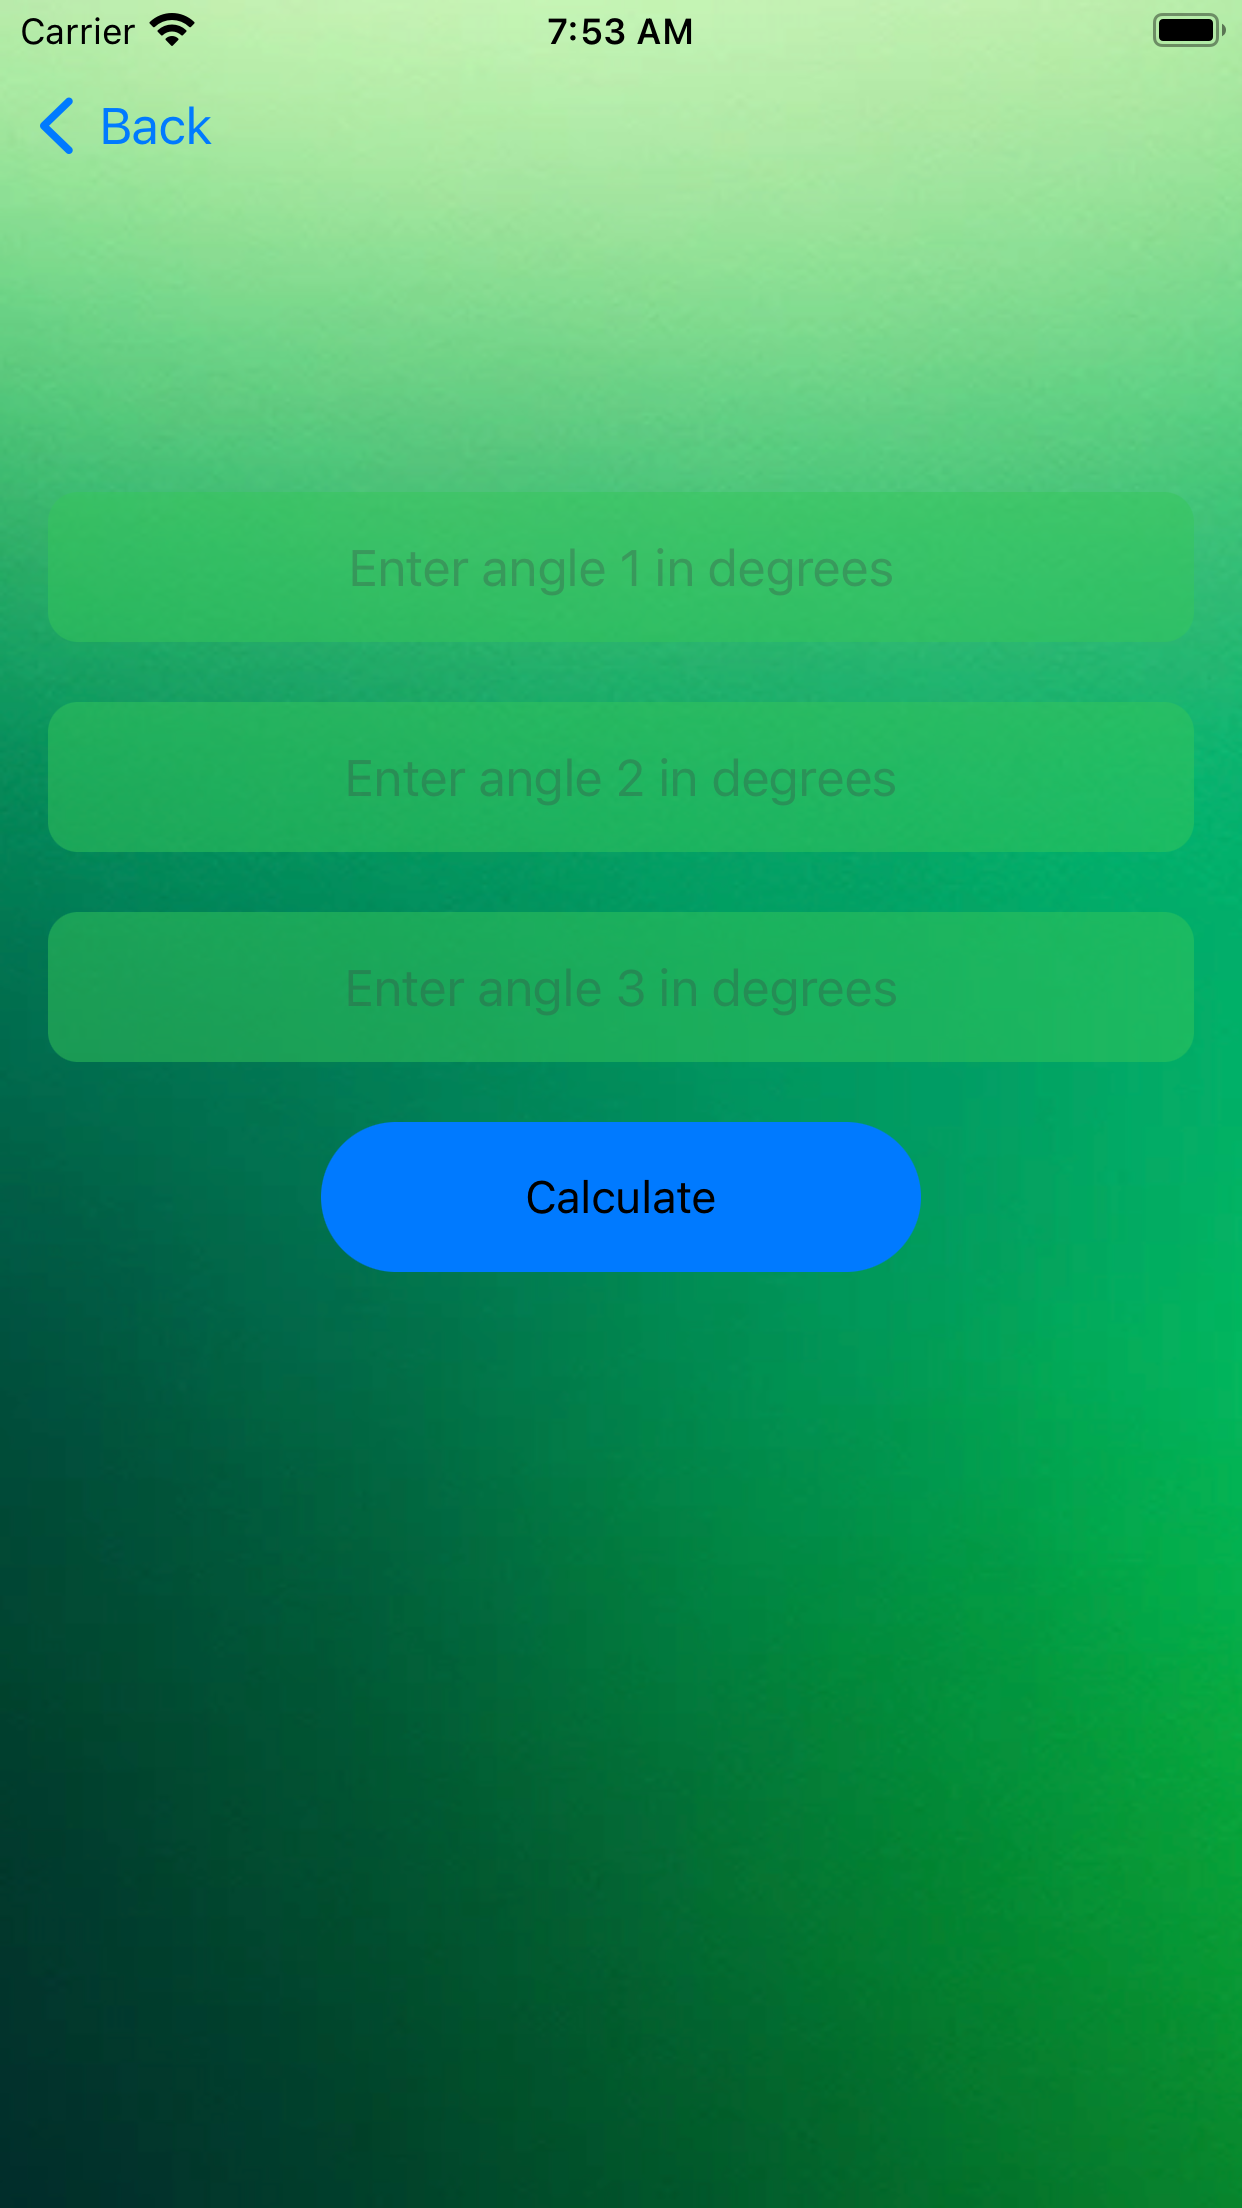 Carrier 7:53 AM
Back
Enter angle 1 in degrees
Enter angle 2 in degrees
Enter angle 3 in degrees
Calculate